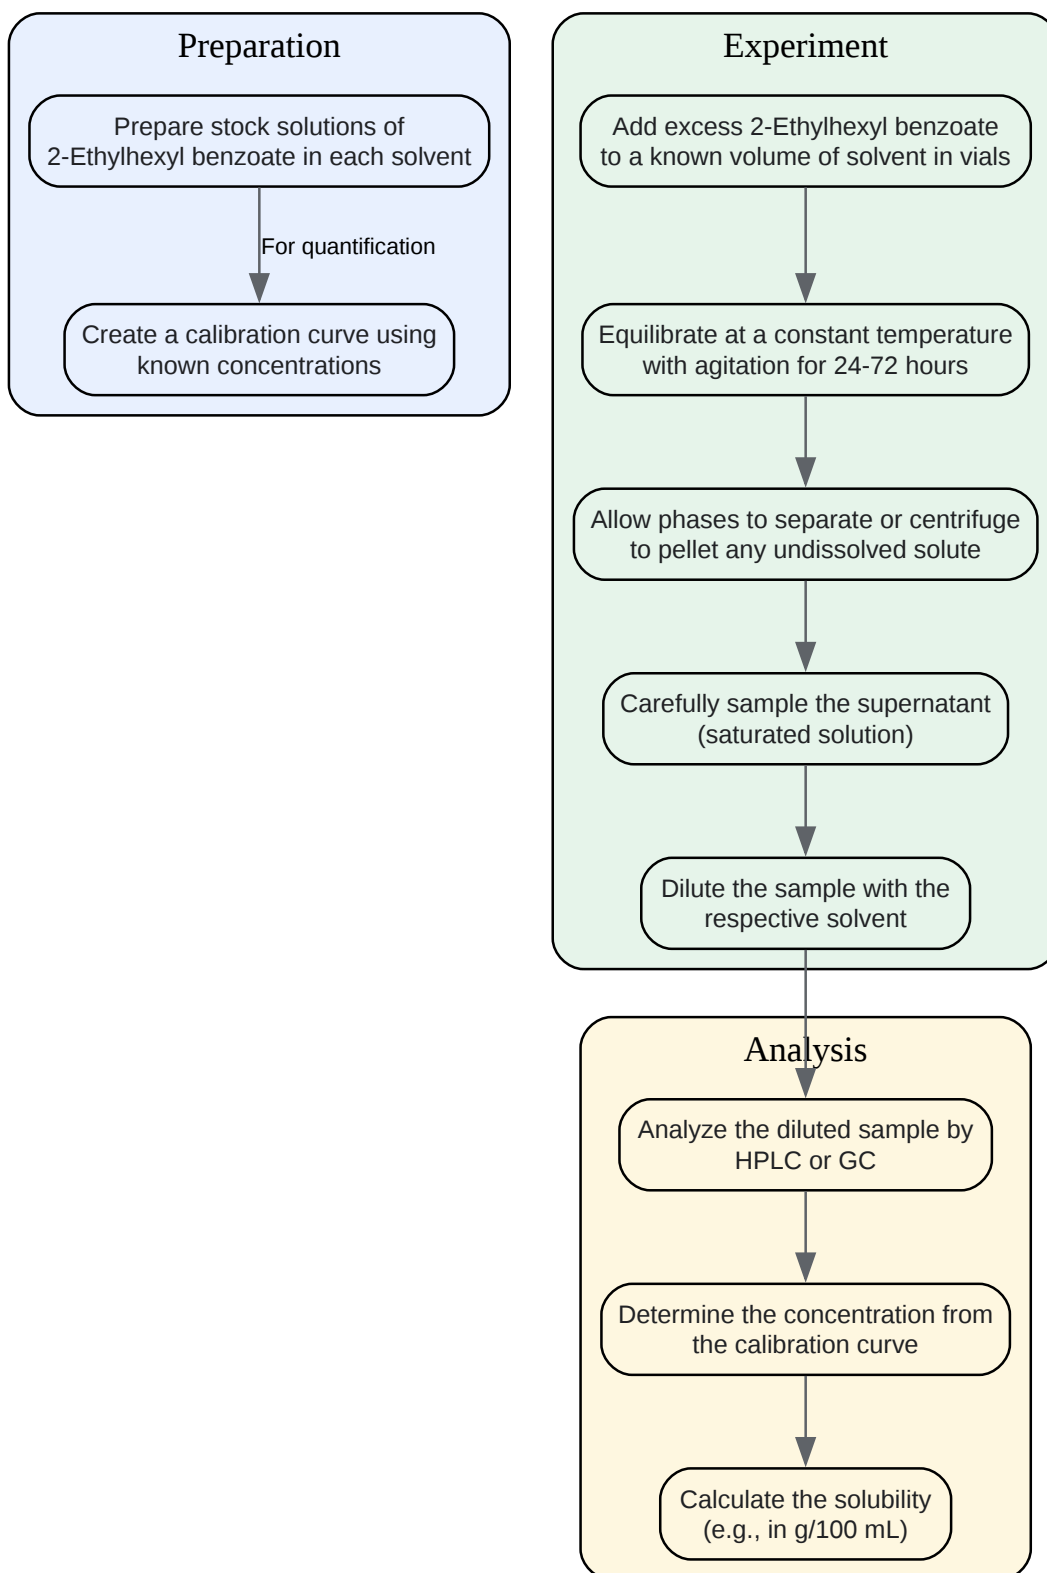 Preparation
Prepare stock solutions of
2-Ethylhexyl benzoate in each solvent
For quantification
Create a calibration curve using
known concentrations
Experiment
Add excess 2-Ethylhexyl benzoate
to a known volume of solvent in vials
Equilibrate at a constant temperature
with agitation for 24-72 hours
Allow phases to separate or centrifuge
to pellet any undissolved solute
Carefully sample the supernatant
(saturated solution)
Dilute the sample with the
respective solvent
Analysis
Analyze the diluted sample by
HPLC or GC
Determine the concentration from
the calibration curve
Calculate the solubility
(e.g., in g/100 mL)